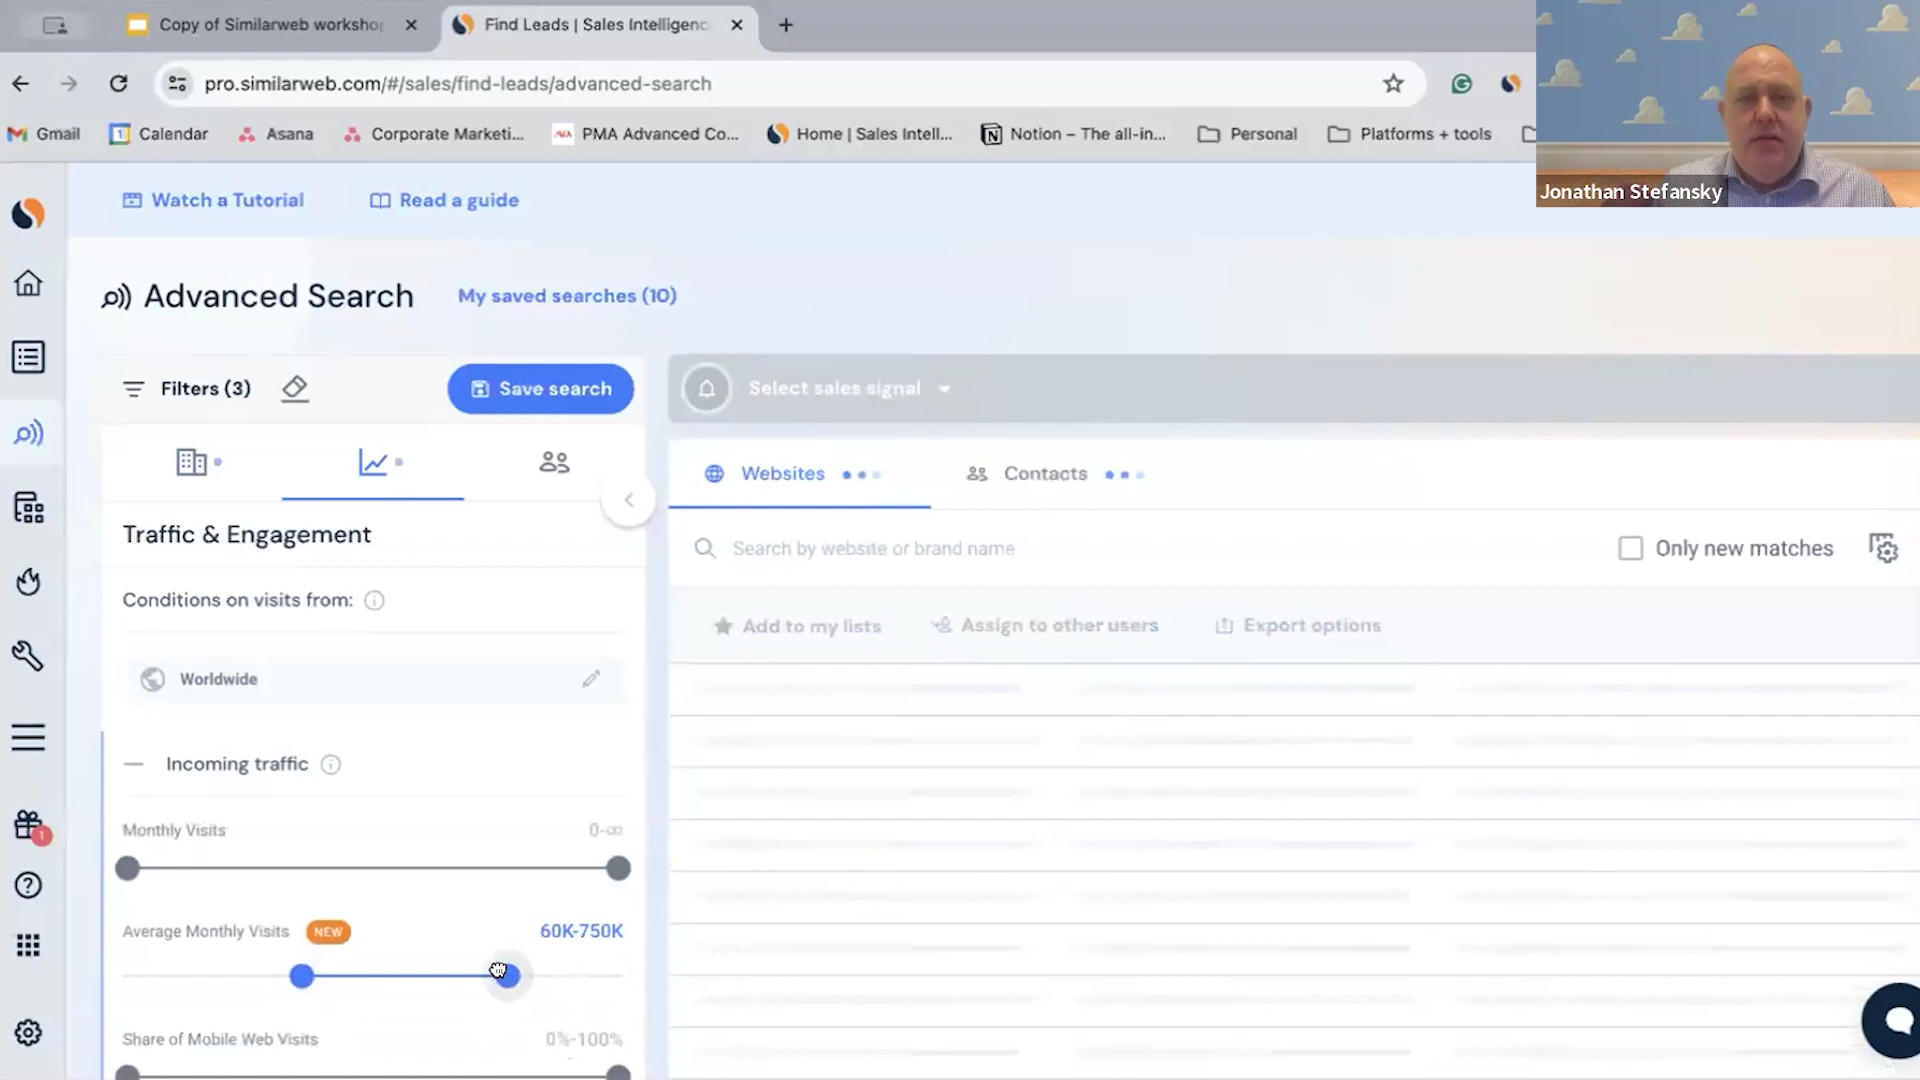 Copy of Similarweb workshop
Find Leads | Sales Intelligenc
pro.similarweb.com/#/sales/find-leads/advanced-search
Gmail
Calendar
Asana
Corporate Marketi...
PMA Advanced Co...
Home | Sales Intell...
Notion – The all-in...
Personal
Platforms + tools
Jonathan Stefansky
Watch a Tutorial
Read a guide
Advanced Search
My saved searches (10)
Filters (3)
Save search
Select sales signal
Websites
Contacts
Traffic & Engagement
Search by website or brand name
Only new matches
Conditions on visits from:
Add to my lists
Assign to other users
Export options
Worldwide
Incoming traffic
Monthly Visits
0-∞
1
Average Monthly Visits
NEW
60K-750K
Share of Mobile Web Visits
0%-100%